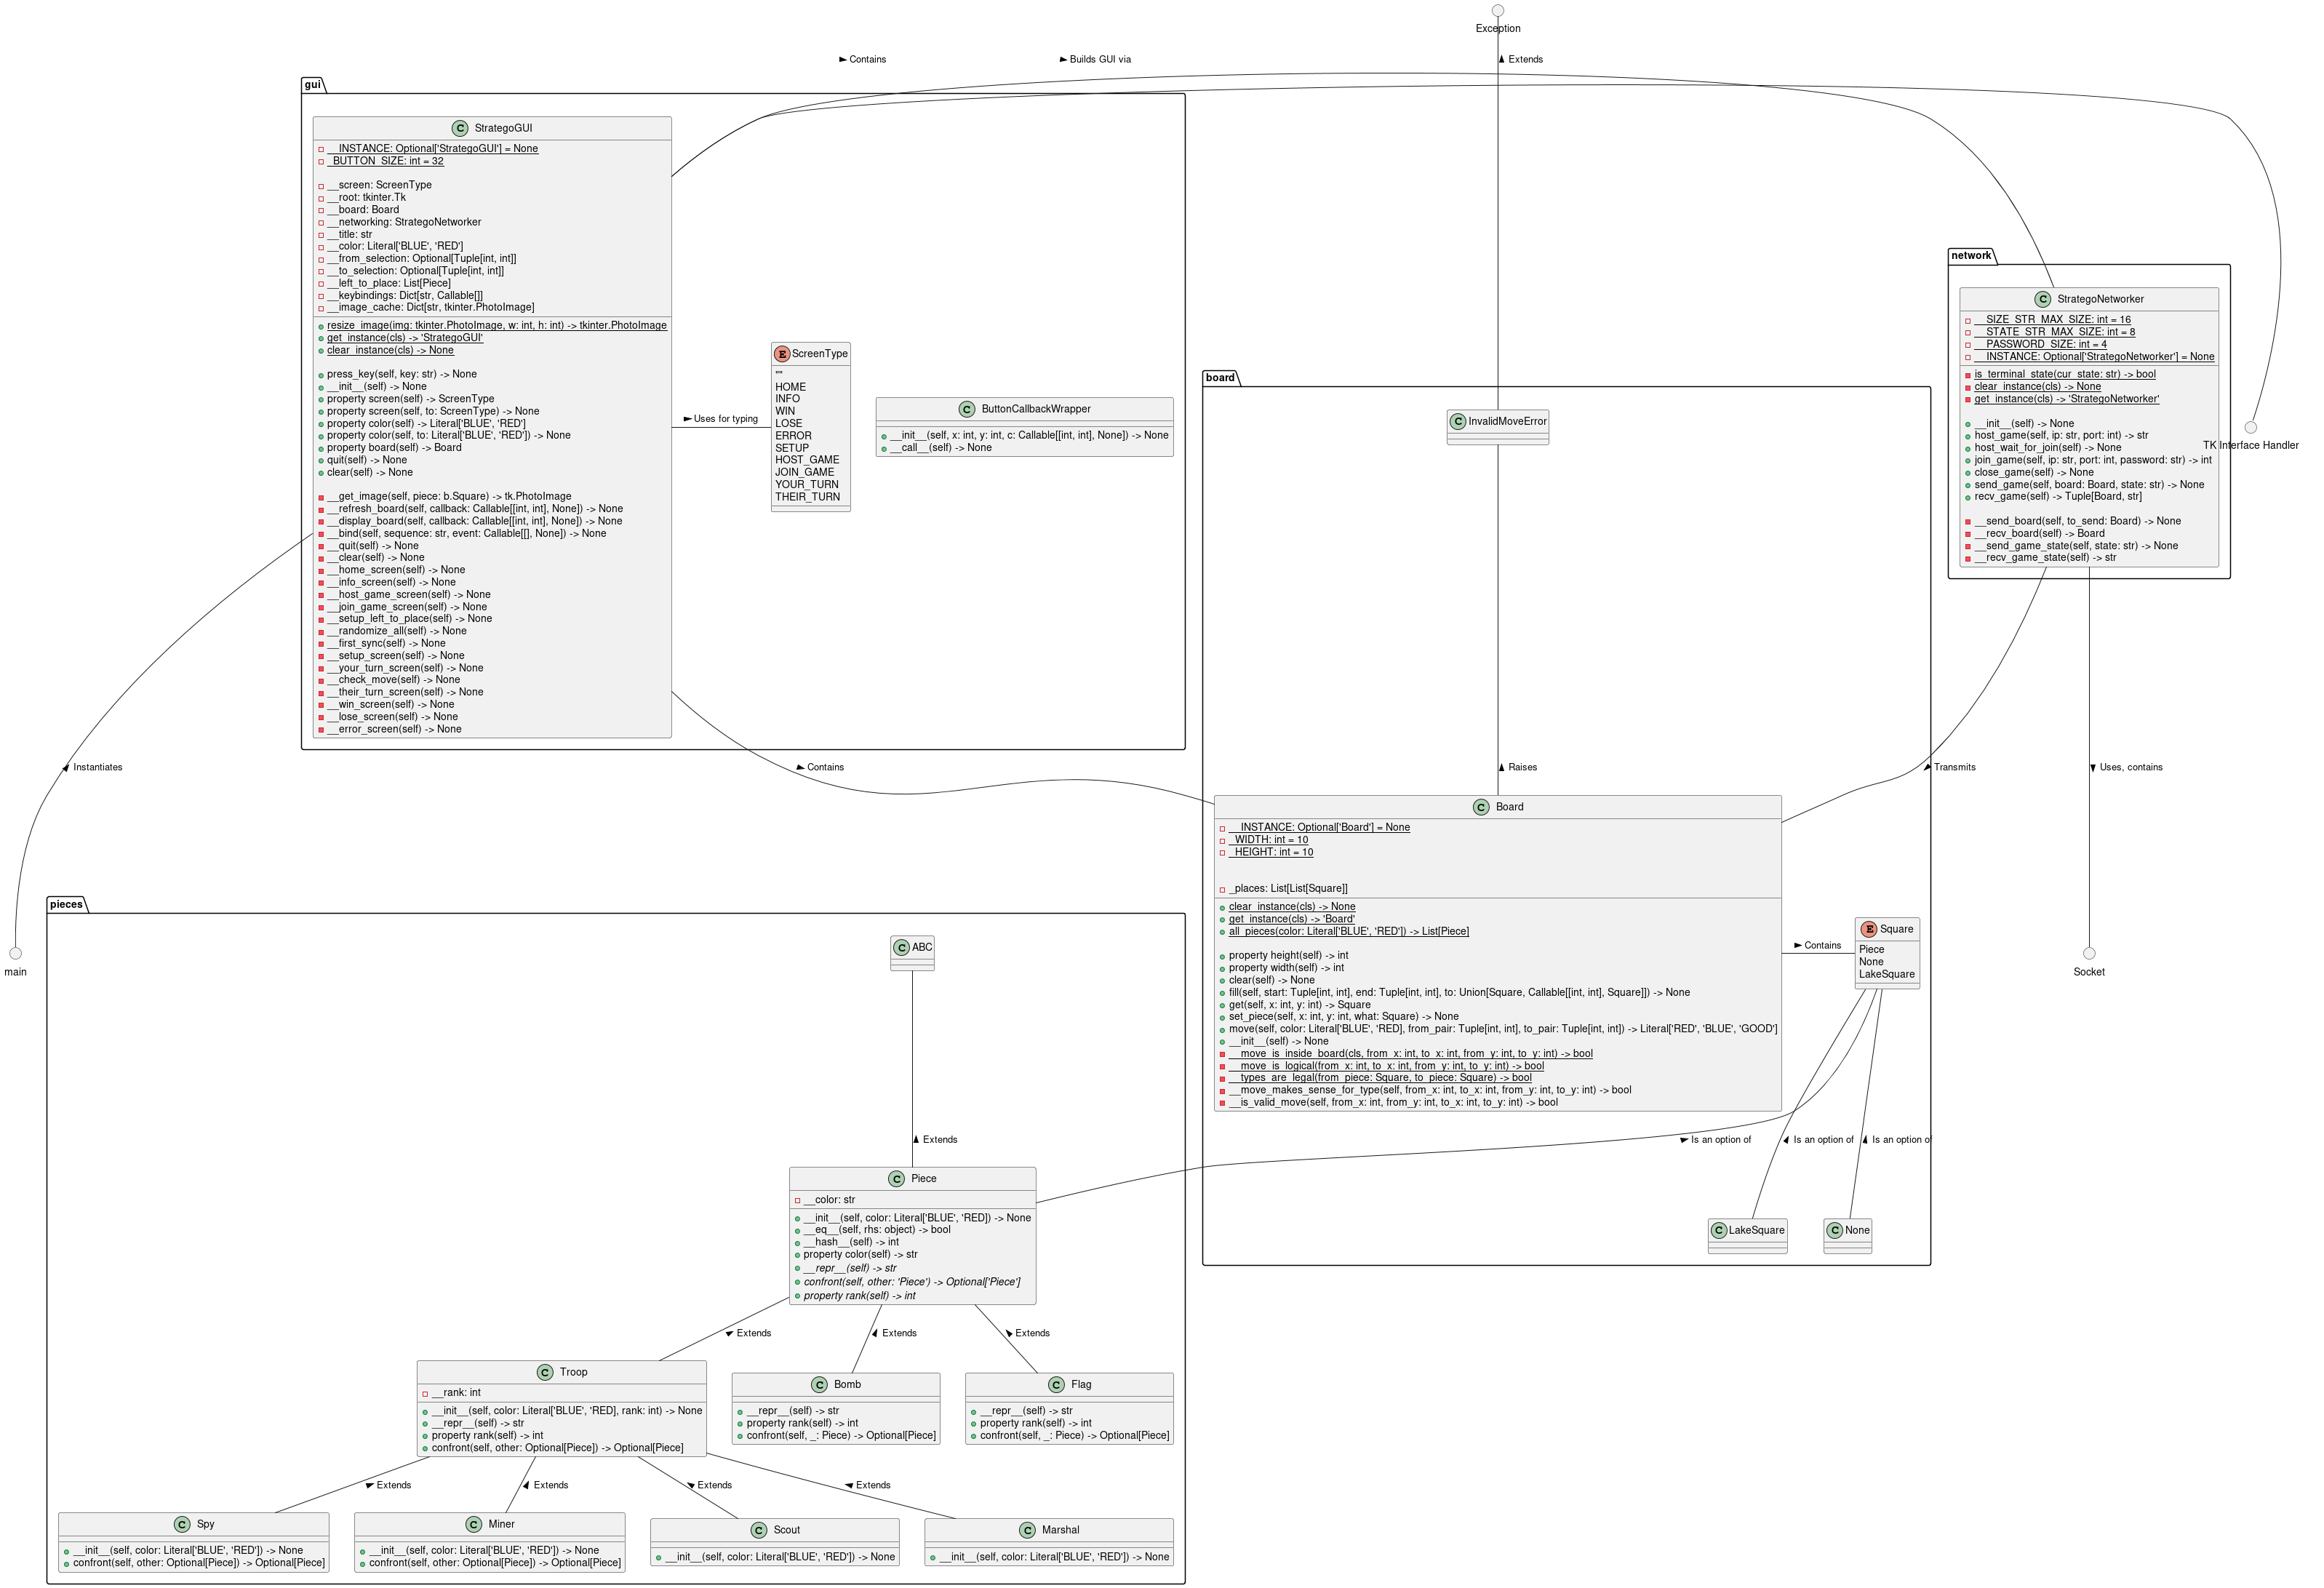 Exception
Contains
Builds GUI via
Extends
gui
StrategoGUI
__INSTANCE: Optional['StrategoGUI'] = None
_BUTTON_SIZE: int = 32
__screen: ScreenType
__root: tkinter.Tk
__board: Board
__networking: StrategoNetworker
__title: str
__color: Literal['BLUE', 'RED']
__from_selection: Optional[Tuple[int, int]]
__to_selection: Optional[Tuple[int, int]]
__left_to_place: List[Piece]
__keybindings: Dict[str, Callable[]]
__image_cache: Dict[str, tkinter.PhotoImage]
resize_image(img: tkinter.PhotoImage, w: int, h: int) -> tkinter.PhotoImage
get_instance(cls) -> 'StrategoGUI'
clear_instance(cls) -> None
press_key(self, key: str) -> None
__init__(self) -> None
property screen(self) -> ScreenType
property screen(self, to: ScreenType) -> None
property color(self) -> Literal['BLUE', 'RED']
property color(self, to: Literal['BLUE', 'RED']) -> None
property board(self) -> Board
quit(self) -> None
clear(self) -> None
__get_image(self, piece: b.Square) -> tk.PhotoImage
__refresh_board(self, callback: Callable[[int, int], None]) -> None
__display_board(self, callback: Callable[[int, int], None]) -> None
__bind(self, sequence: str, event: Callable[[], None]) -> None
__quit(self) -> None
__clear(self) -> None
__home_screen(self) -> None
__info_screen(self) -> None
__host_game_screen(self) -> None
__join_game_screen(self) -> None
__setup_left_to_place(self) -> None
__randomize_all(self) -> None
__first_sync(self) -> None
__setup_screen(self) -> None
__your_turn_screen(self) -> None
__check_move(self) -> None
__their_turn_screen(self) -> None
__win_screen(self) -> None
__lose_screen(self) -> None
__error_screen(self) -> None
Uses for typing
ScreenType
""
HOME
INFO
WIN
LOSE
ERROR
SETUP
HOST_GAME
JOIN_GAME
YOUR_TURN
THEIR_TURN
ButtonCallbackWrapper
__init__(self, x: int, y: int, c: Callable[[int, int], None]) -> None
__call__(self) -> None
network
StrategoNetworker
__SIZE_STR_MAX_SIZE: int = 16
__STATE_STR_MAX_SIZE: int = 8
__PASSWORD_SIZE: int = 4
__INSTANCE: Optional['StrategoNetworker'] = None
is_terminal_state(cur_state: str) -> bool
clear_instance(cls) -> None
get_instance(cls) -> 'StrategoNetworker'
__init__(self) -> None
host_game(self, ip: str, port: int) -> str
host_wait_for_join(self) -> None
join_game(self, ip: str, port: int, password: str) -> int
close_game(self) -> None
send_game(self, board: Board, state: str) -> None
recv_game(self) -> Tuple[Board, str]
__send_board(self, to_send: Board) -> None
__recv_board(self) -> Board
__send_game_state(self, state: str) -> None
__recv_game_state(self) -> str
TK Interface Handler
board
InvalidMoveError
Instantiates
Contains
Raises
Transmits
Uses, contains
Board
__INSTANCE: Optional['Board'] = None
_WIDTH: int = 10
_HEIGHT: int = 10
_places: List[List[Square]]
clear_instance(cls) -> None
get_instance(cls) -> 'Board'
all_pieces(color: Literal['BLUE', 'RED']) -> List[Piece]
property height(self) -> int
property width(self) -> int
clear(self) -> None
fill(self, start: Tuple[int, int], end: Tuple[int, int], to: Union[Square, Callable[[int, int], Square]]) -> None
get(self, x: int, y: int) -> Square
set_piece(self, x: int, y: int, what: Square) -> None
move(self, color: Literal['BLUE', 'RED], from_pair: Tuple[int, int], to_pair: Tuple[int, int]) -> Literal['RED', 'BLUE', 'GOOD']
__init__(self) -> None
__move_is_inside_board(cls, from_x: int, to_x: int, from_y: int, to_y: int) -> bool
__move_is_logical(from_x: int, to_x: int, from_y: int, to_y: int) -> bool
__types_are_legal(from_piece: Square, to_piece: Square) -> bool
__move_makes_sense_for_type(self, from_x: int, to_x: int, from_y: int, to_y: int) -> bool
__is_valid_move(self, from_x: int, from_y: int, to_x: int, to_y: int) -> bool
Contains
Square
Piece
None
LakeSquare
main
Socket
Is an option of
Is an option of
Is an option of
LakeSquare
None
pieces
ABC
Extends
Piece
__color: str
__init__(self, color: Literal['BLUE', 'RED]) -> None
__eq__(self, rhs: object) -> bool
__hash__(self) -> int
property color(self) -> str
__repr__(self) -> str
confront(self, other: 'Piece') -> Optional['Piece']
property rank(self) -> int
Extends
Extends
Extends
Troop
__rank: int
__init__(self, color: Literal['BLUE', 'RED], rank: int) -> None
__repr__(self) -> str
property rank(self) -> int
confront(self, other: Optional[Piece]) -> Optional[Piece]
Bomb
__repr__(self) -> str
property rank(self) -> int
confront(self, _: Piece) -> Optional[Piece]
Flag
__repr__(self) -> str
property rank(self) -> int
confront(self, _: Piece) -> Optional[Piece]
Extends
Extends
Extends
Extends
Spy
__init__(self, color: Literal['BLUE', 'RED']) -> None
confront(self, other: Optional[Piece]) -> Optional[Piece]
Miner
__init__(self, color: Literal['BLUE', 'RED']) -> None
confront(self, other: Optional[Piece]) -> Optional[Piece]
Scout
__init__(self, color: Literal['BLUE', 'RED']) -> None
Marshal
__init__(self, color: Literal['BLUE', 'RED']) -> None